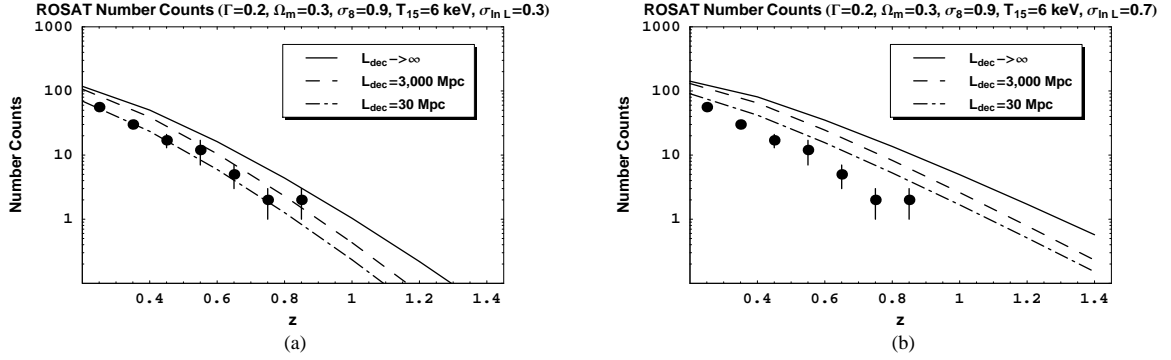 ROSAT Number Counts (Γ=0.2, Ωm=0.3, σ8=0.9, T15=6 keV, σln L=0.3)
1000
100
10
1
Number Counts
Ldec->∞
Ldec=3,000 Mpc
Ldec=30 Mpc
0.4 0.6 0.8 1 1.2 1.4
z
(a)
ROSAT Number Counts (Γ=0.2, Ωm=0.3, σ8=0.9, T15=6 keV, σln L=0.7)
1000
100
10
1
Number Counts
Ldec->∞
Ldec=3,000 Mpc
Ldec=30 Mpc
0.4 0.6 0.8 1 1.2 1.4
z
(b)